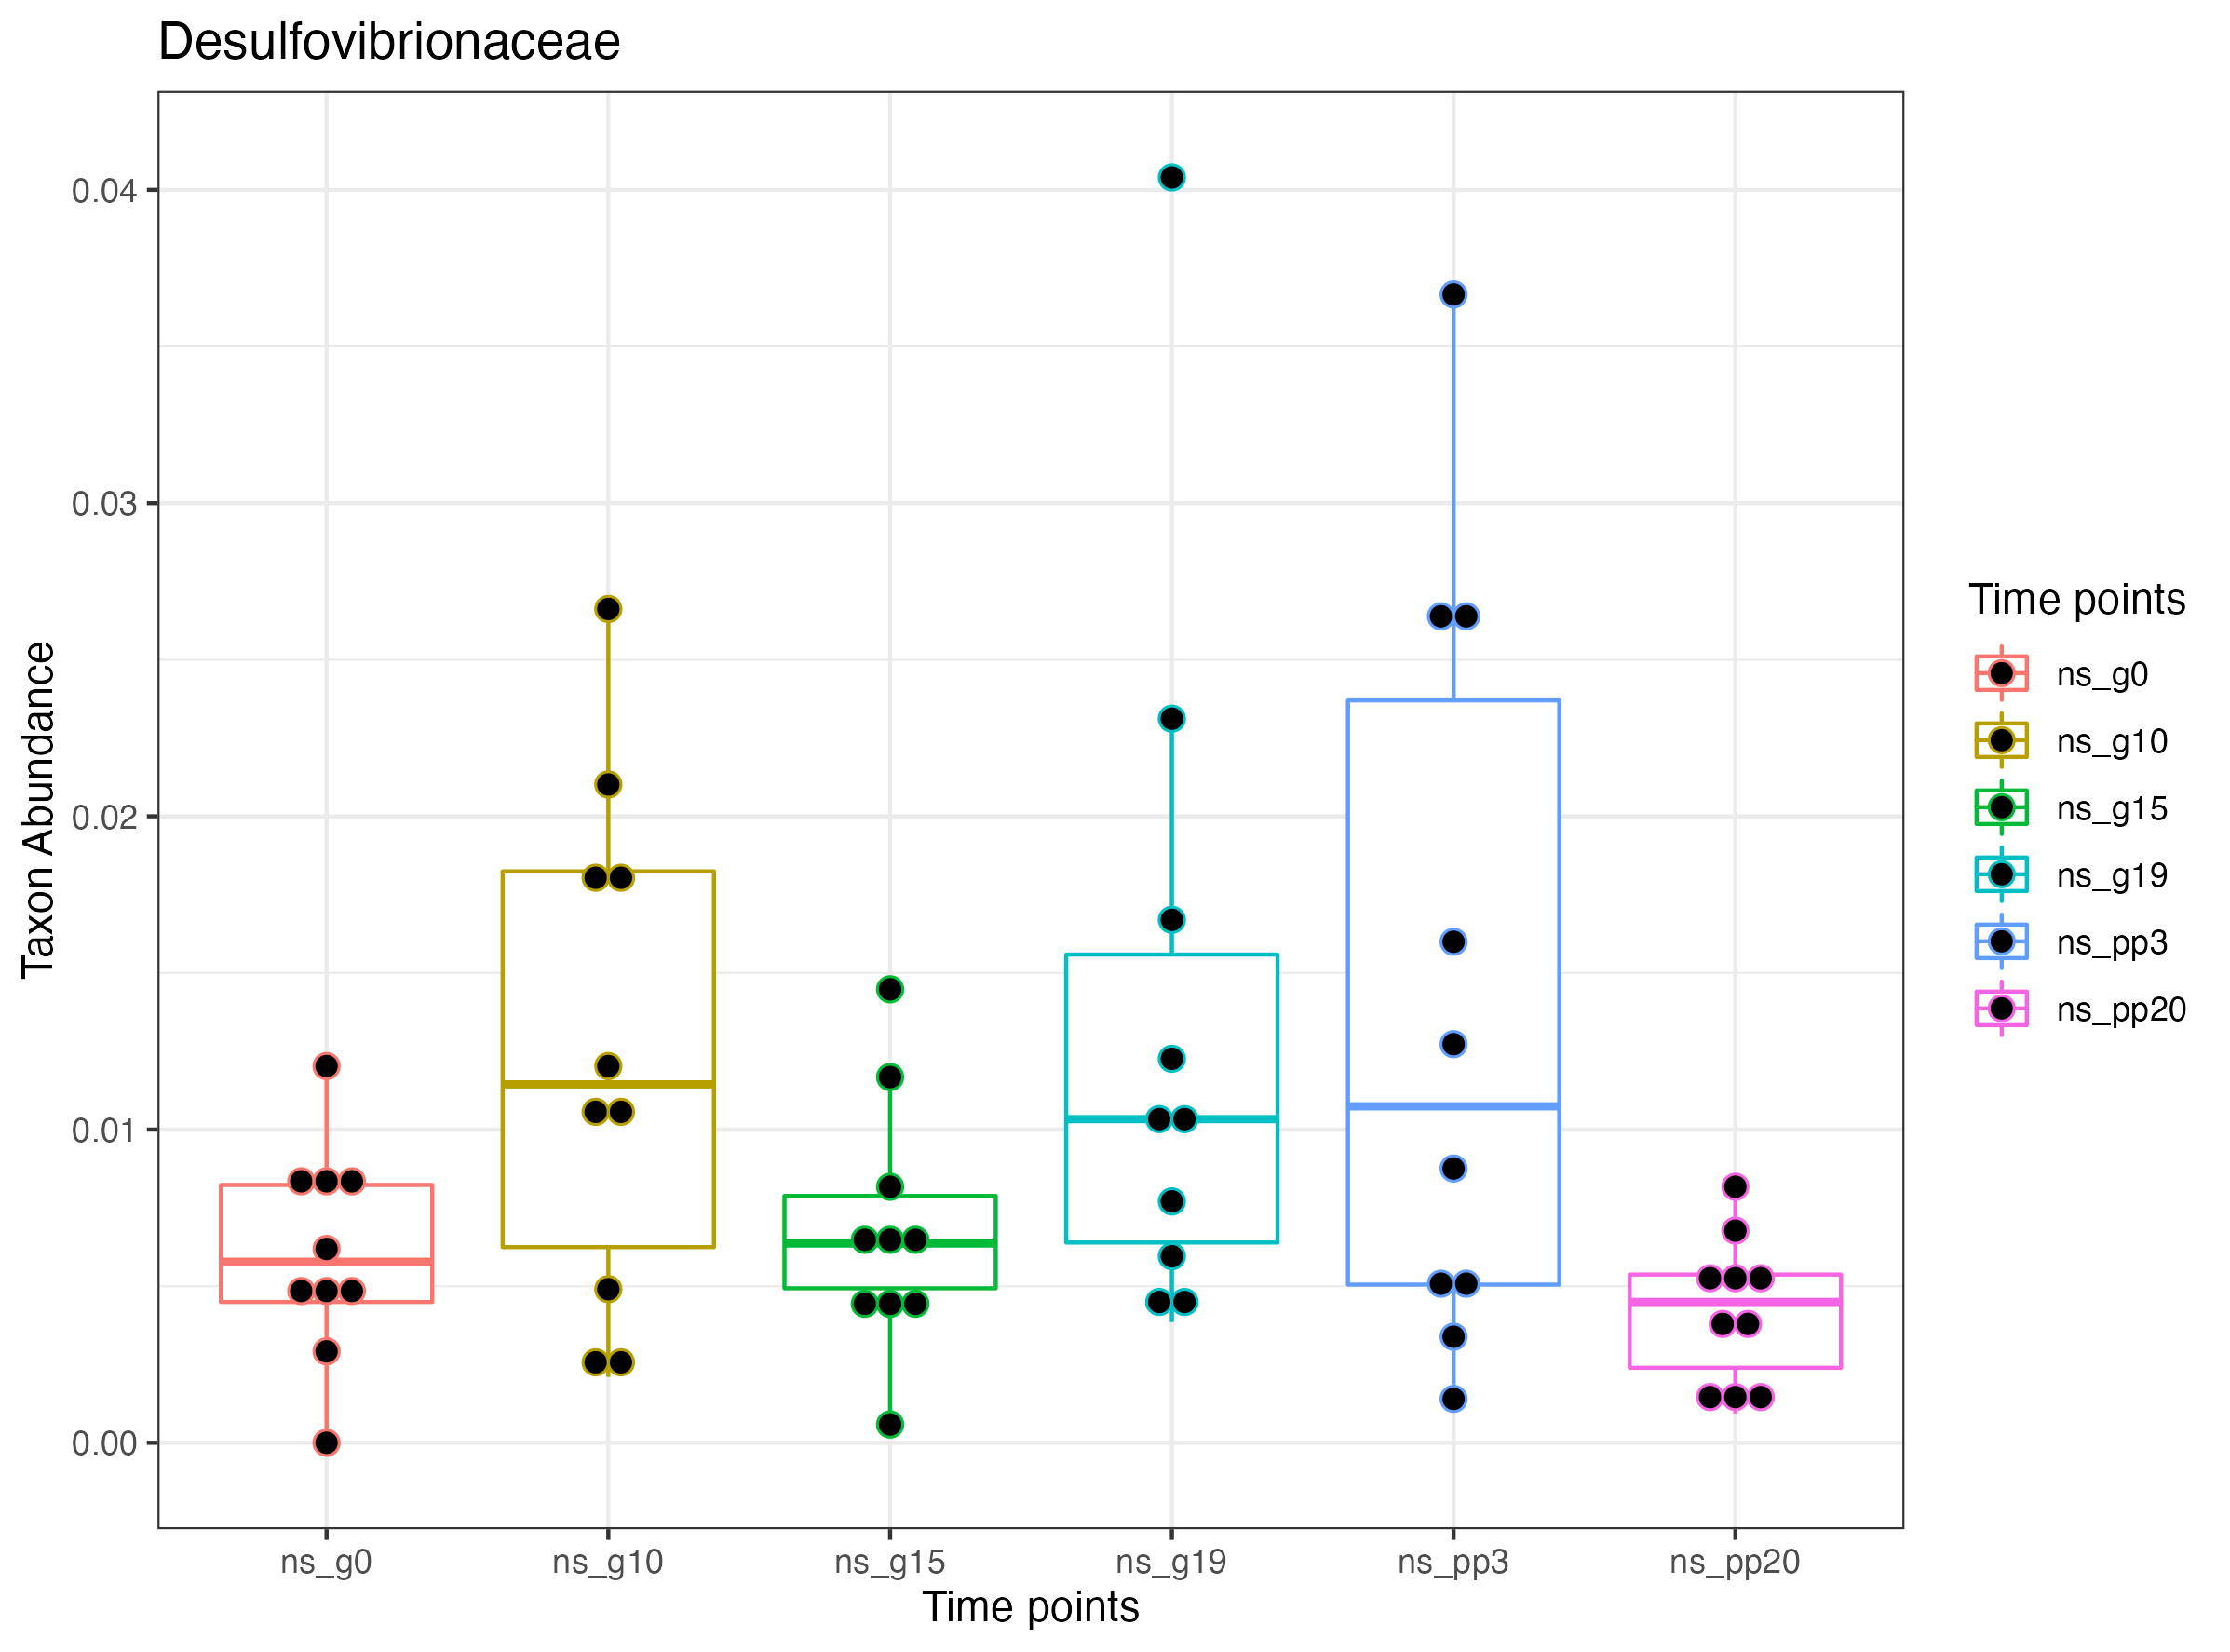 Desulfovibrionaceae
Taxon Abundance
0.04
0.03
0.02
0.01
0.00
ns_g0
ns_g10
ns_g15
ns_g19
ns_pp3
ns_pp20
Time points
Time points
ns_g0
ns_g10
ns_g15
ns_g19
ns_pp3
ns_pp20